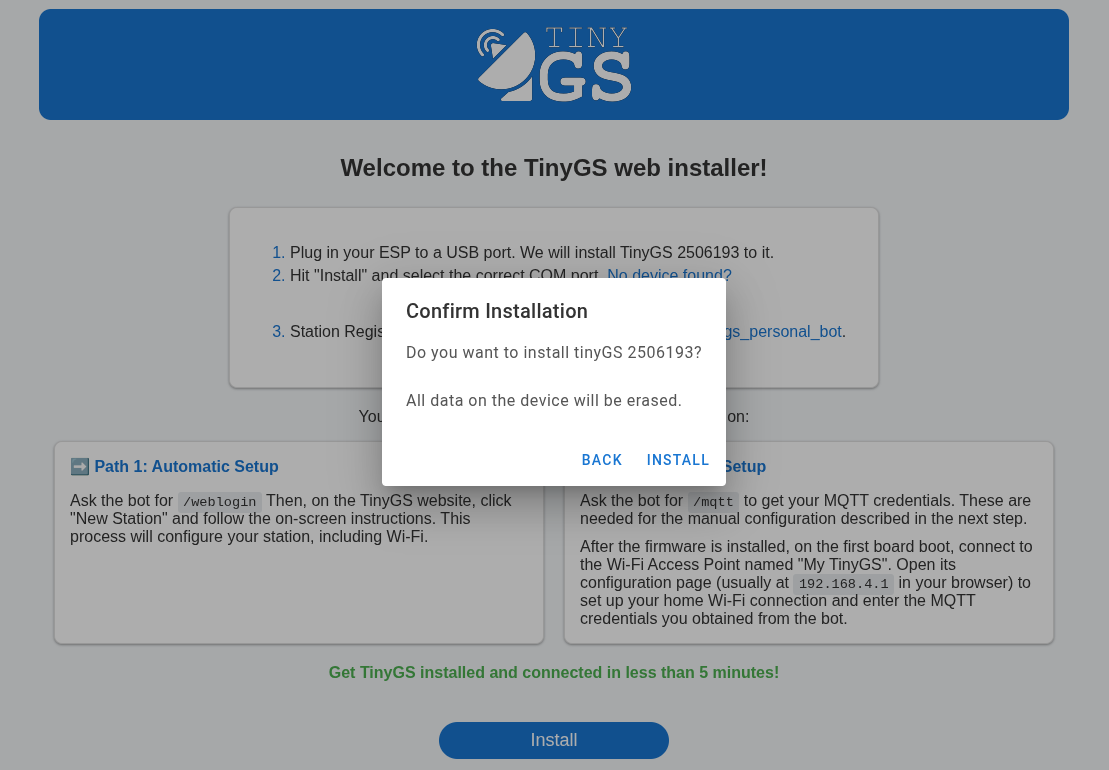 TINY
GS
Welcome to the TinyGS web installer!
1. Plug in your ESP to a USB port. We will install TinyGS 2506193 to it.
2. Hit "Install" and select the correct COM port. No device found?
3. Station Regis
gs_personal_bot.
Confirm Installation
Do you want to install tinyGS 2506193?
All data on the device will be erased.
BACK INSTALL
You
on:
➡️ Path 1: Automatic Setup
Ask the bot for /weblogin Then, on the TinyGS website, click
"New Station" and follow the on-screen instructions. This
process will configure your station, including Wi-Fi.
Setup
Ask the bot for /mqtt to get your MQTT credentials. These are
needed for the manual configuration described in the next step.
After the firmware is installed, on the first board boot, connect to
the Wi-Fi Access Point named "My TinyGS". Open its
configuration page (usually at 192.168.4.1 in your browser) to
set up your home Wi-Fi connection and enter the MQTT
credentials you obtained from the bot.
Get TinyGS installed and connected in less than 5 minutes!
Install